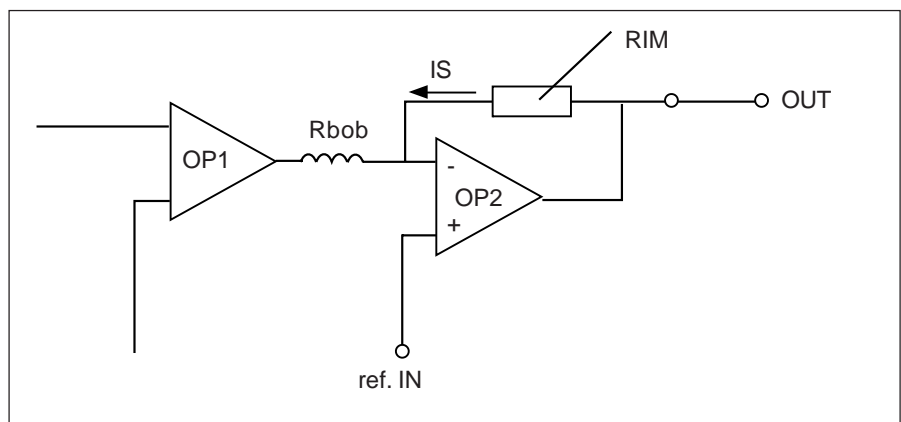 RIM
IS
OUT
Rbob
OP1
-
OP2
+
ref. IN